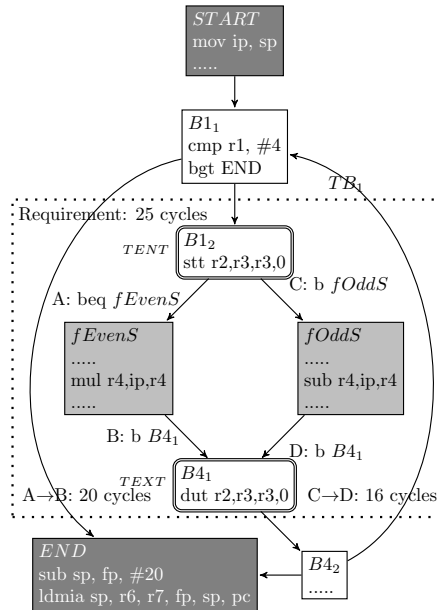 START
mov ip, sp
.....
B1₁
cmp r1, #4
bgt END
TB₁
Requirement: 25 cycles
TENT
B1₂
stt r2,r3,r3,0
A: beq fEvenS
C: b fOddS
fEvenS
.....
mul r4,ip,r4
.....
fOddS
.....
sub r4,ip,r4
.....
B: b B4₁
D: b B4₁
TEXT
B4₁
dut r2,r3,r3,0
A→B: 20 cycles
C→D: 16 cycles
END
sub sp, fp, #20
ldmia sp, r6, r7, fp, sp, pc
B4₂
.....